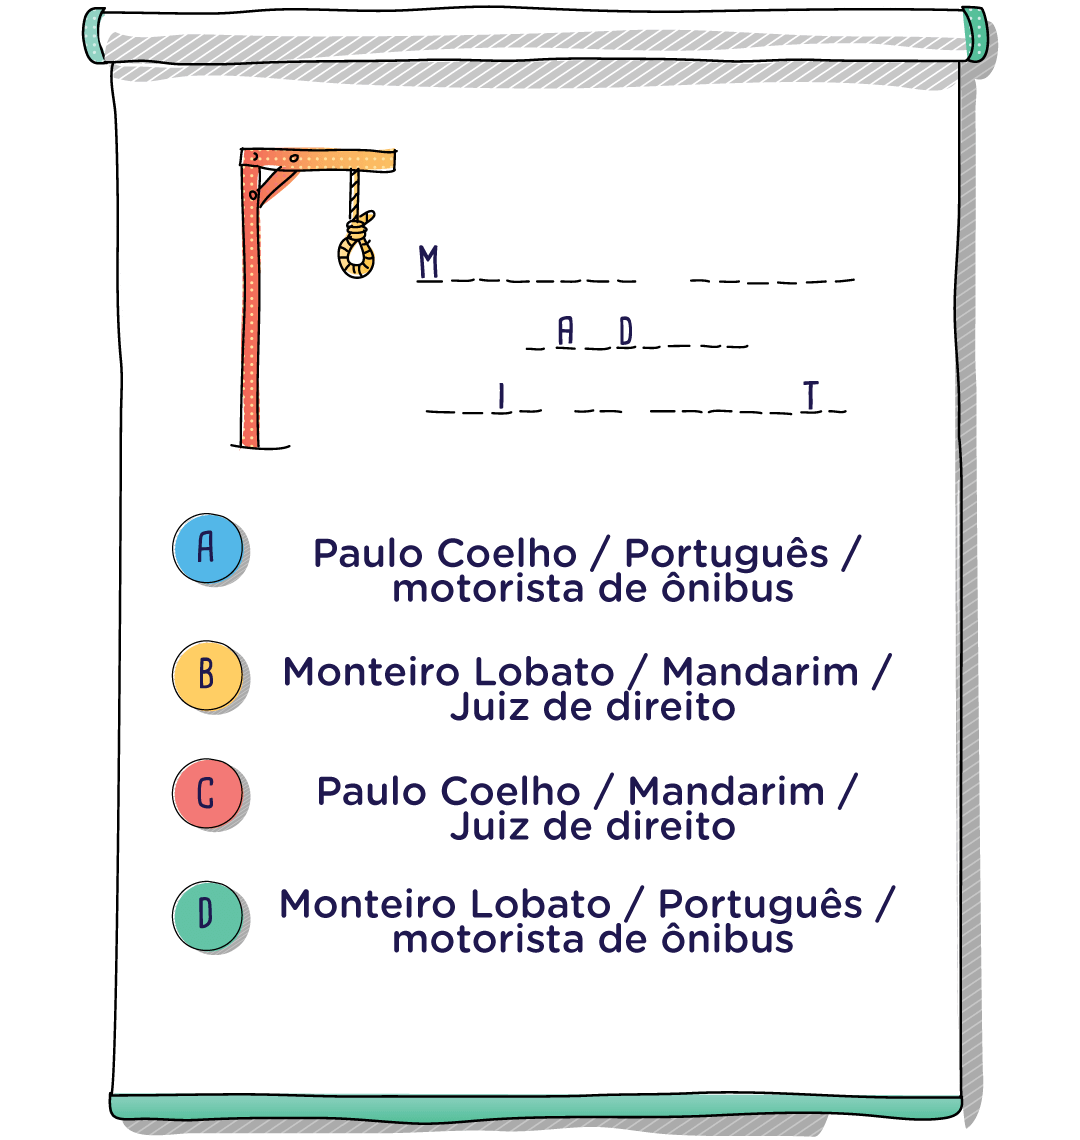 M _ _ _ _ _ _ _ _ _ _ _ _ _
_ A _ D _ _ _ _
_ _ I _ _ _ _ _ _ _ _ T _
A
Paulo Coelho / Português /
motorista de ônibus
B
Monteiro Lobato / Mandarim /
Juiz de direito
C
Paulo Coelho / Mandarim /
Juiz de direito
D
Monteiro Lobato / Português /
motorista de ônibus